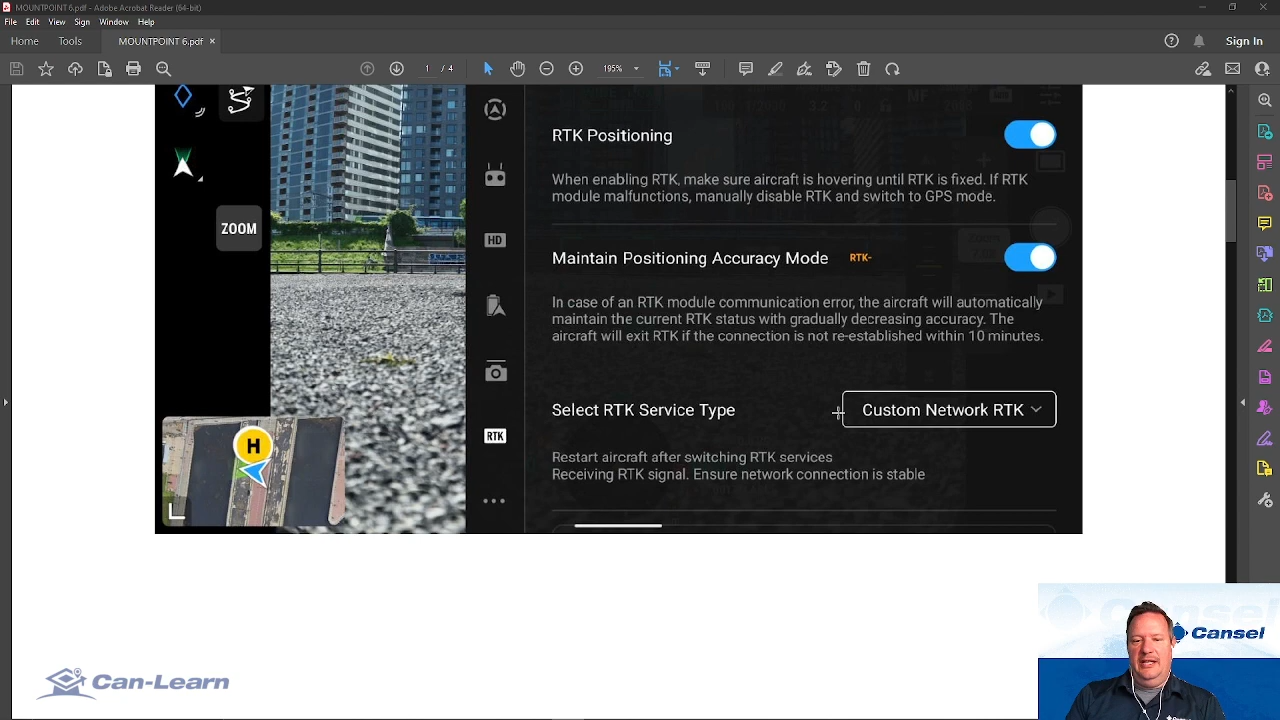 MOUNTPOINT 6.pdf - Adobe Acrobat Reader (64-bit)
File Edit View Sign Window Help
Home Tools MOUNTPOINT 6.pdf × Sign In
1 / 4 195%
RTK Positioning
When enabling RTK, make sure aircraft is hovering until RTK is fixed. If RTK
module malfunctions, manually disable RTK and switch to GPS mode.
ZOOM
HD
Maintain Positioning Accuracy Mode RTK-
In case of an RTK module communication error, the aircraft will automatically
maintain the current RTK status with gradually decreasing accuracy. The
aircraft will exit RTK if the connection is not re-established within 10 minutes.
Select RTK Service Type Custom Network RTK
H
RTK
Restart aircraft after switching RTK services
Receiving RTK signal. Ensure network connection is stable
Cansel
Can-Learn